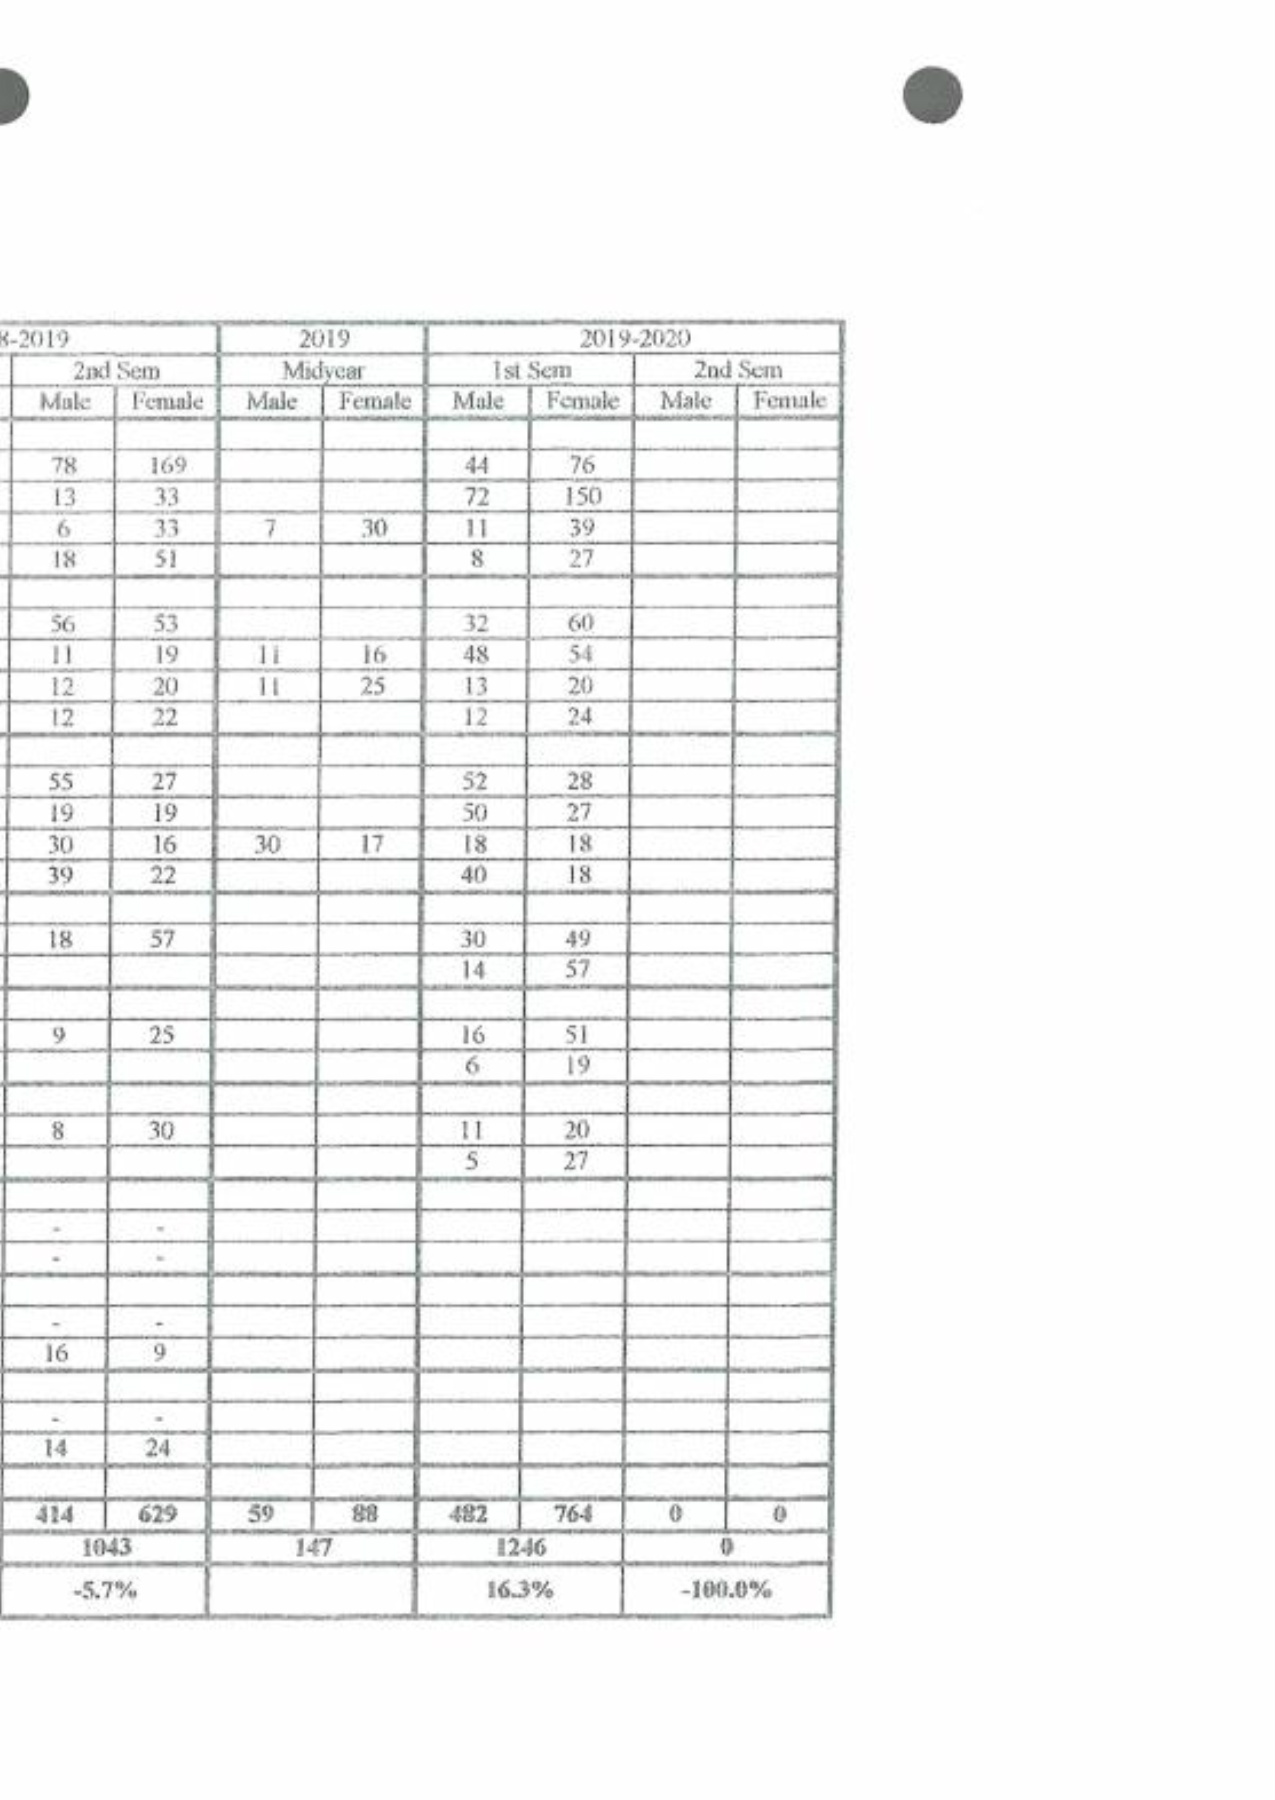 8-2019 2019 2019-2020
2nd Sem Midyear 1st Sem 2nd Sem
Male Female Male Female Male Female Male Female
78 169 44 76
13 33 72 150
6 33 7 30 11 39
18 51 8 27
56 53 32 60
11 19 11 16 48 54
12 20 11 25 13 20
12 22 12 24
55 27 52 28
19 19 50 27
30 16 30 17 18 18
39 22 40 18
18 57 30 49
14 57
9 25 16 51
6 19
8 30 11 20
5 27
- -
- -
- -
16 9
- -
14 24
414 629 59 88 482 764 0 0
1043 147 1246 0
-5.7% 16.3% -100.0%